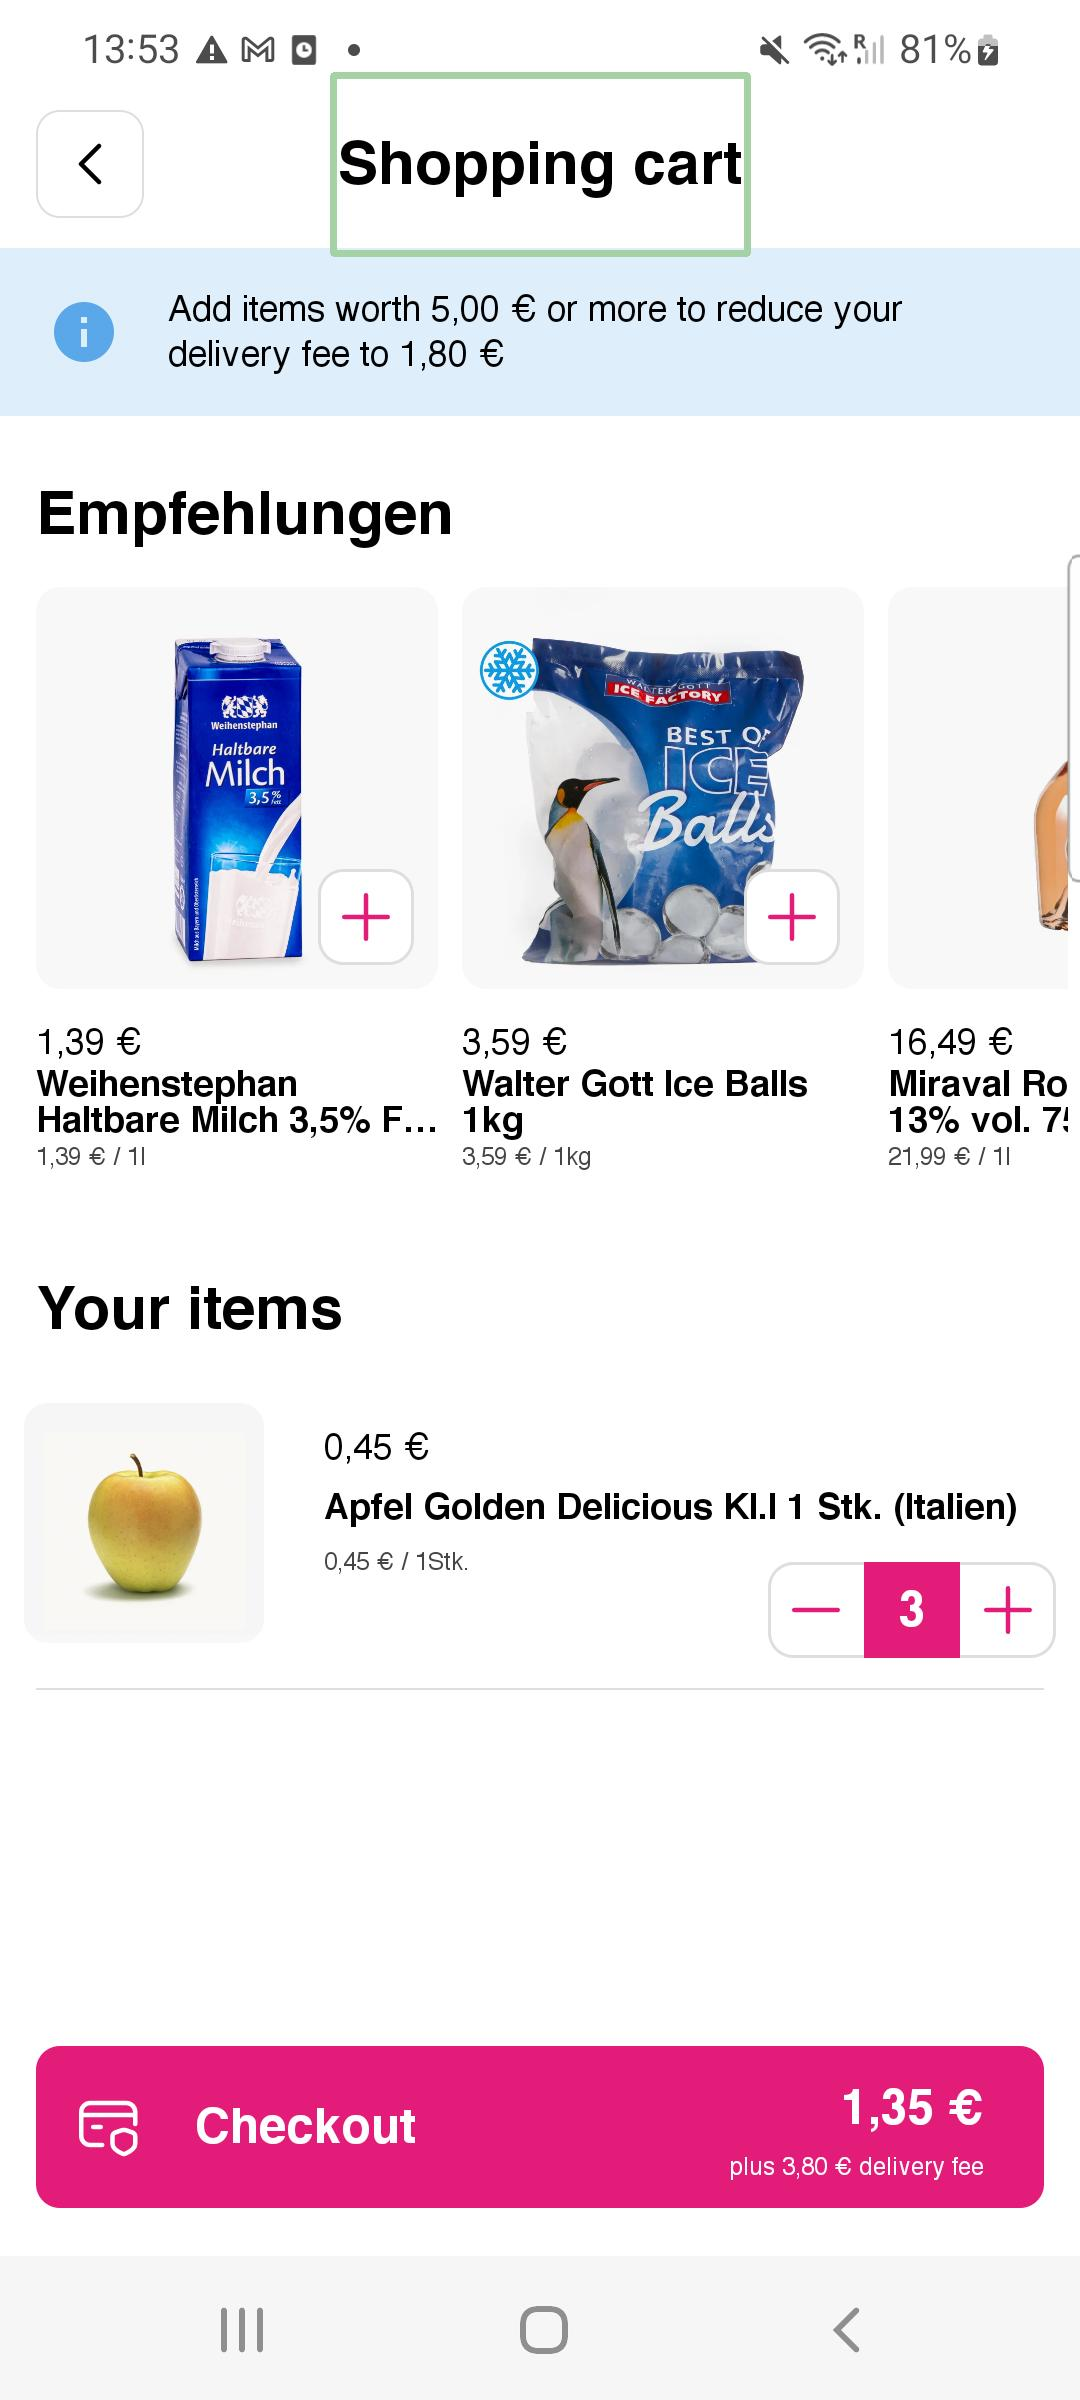 13:53
R
81%
Shopping cart
Add items worth 5,00 € or more to reduce your
delivery fee to 1,80 €
Empfehlungen
Weihenstephan
Haltbare
Milch
3,5%
WALTER GOTT
ICE FACTORY
BEST OF
ICE
Balls
1,39 €
Weihenstephan
Haltbare Milch 3,5% F…
1,39 € / 1l
3,59 €
Walter Gott Ice Balls
1kg
3,59 € / 1kg
16,49 €
Miraval Ro
13% vol. 75
21,99 € / 1l
Your items
0,45 €
Apfel Golden Delicious Kl.I 1 Stk. (Italien)
0,45 € / 1Stk.
3
Checkout
1,35 €
plus 3,80 € delivery fee